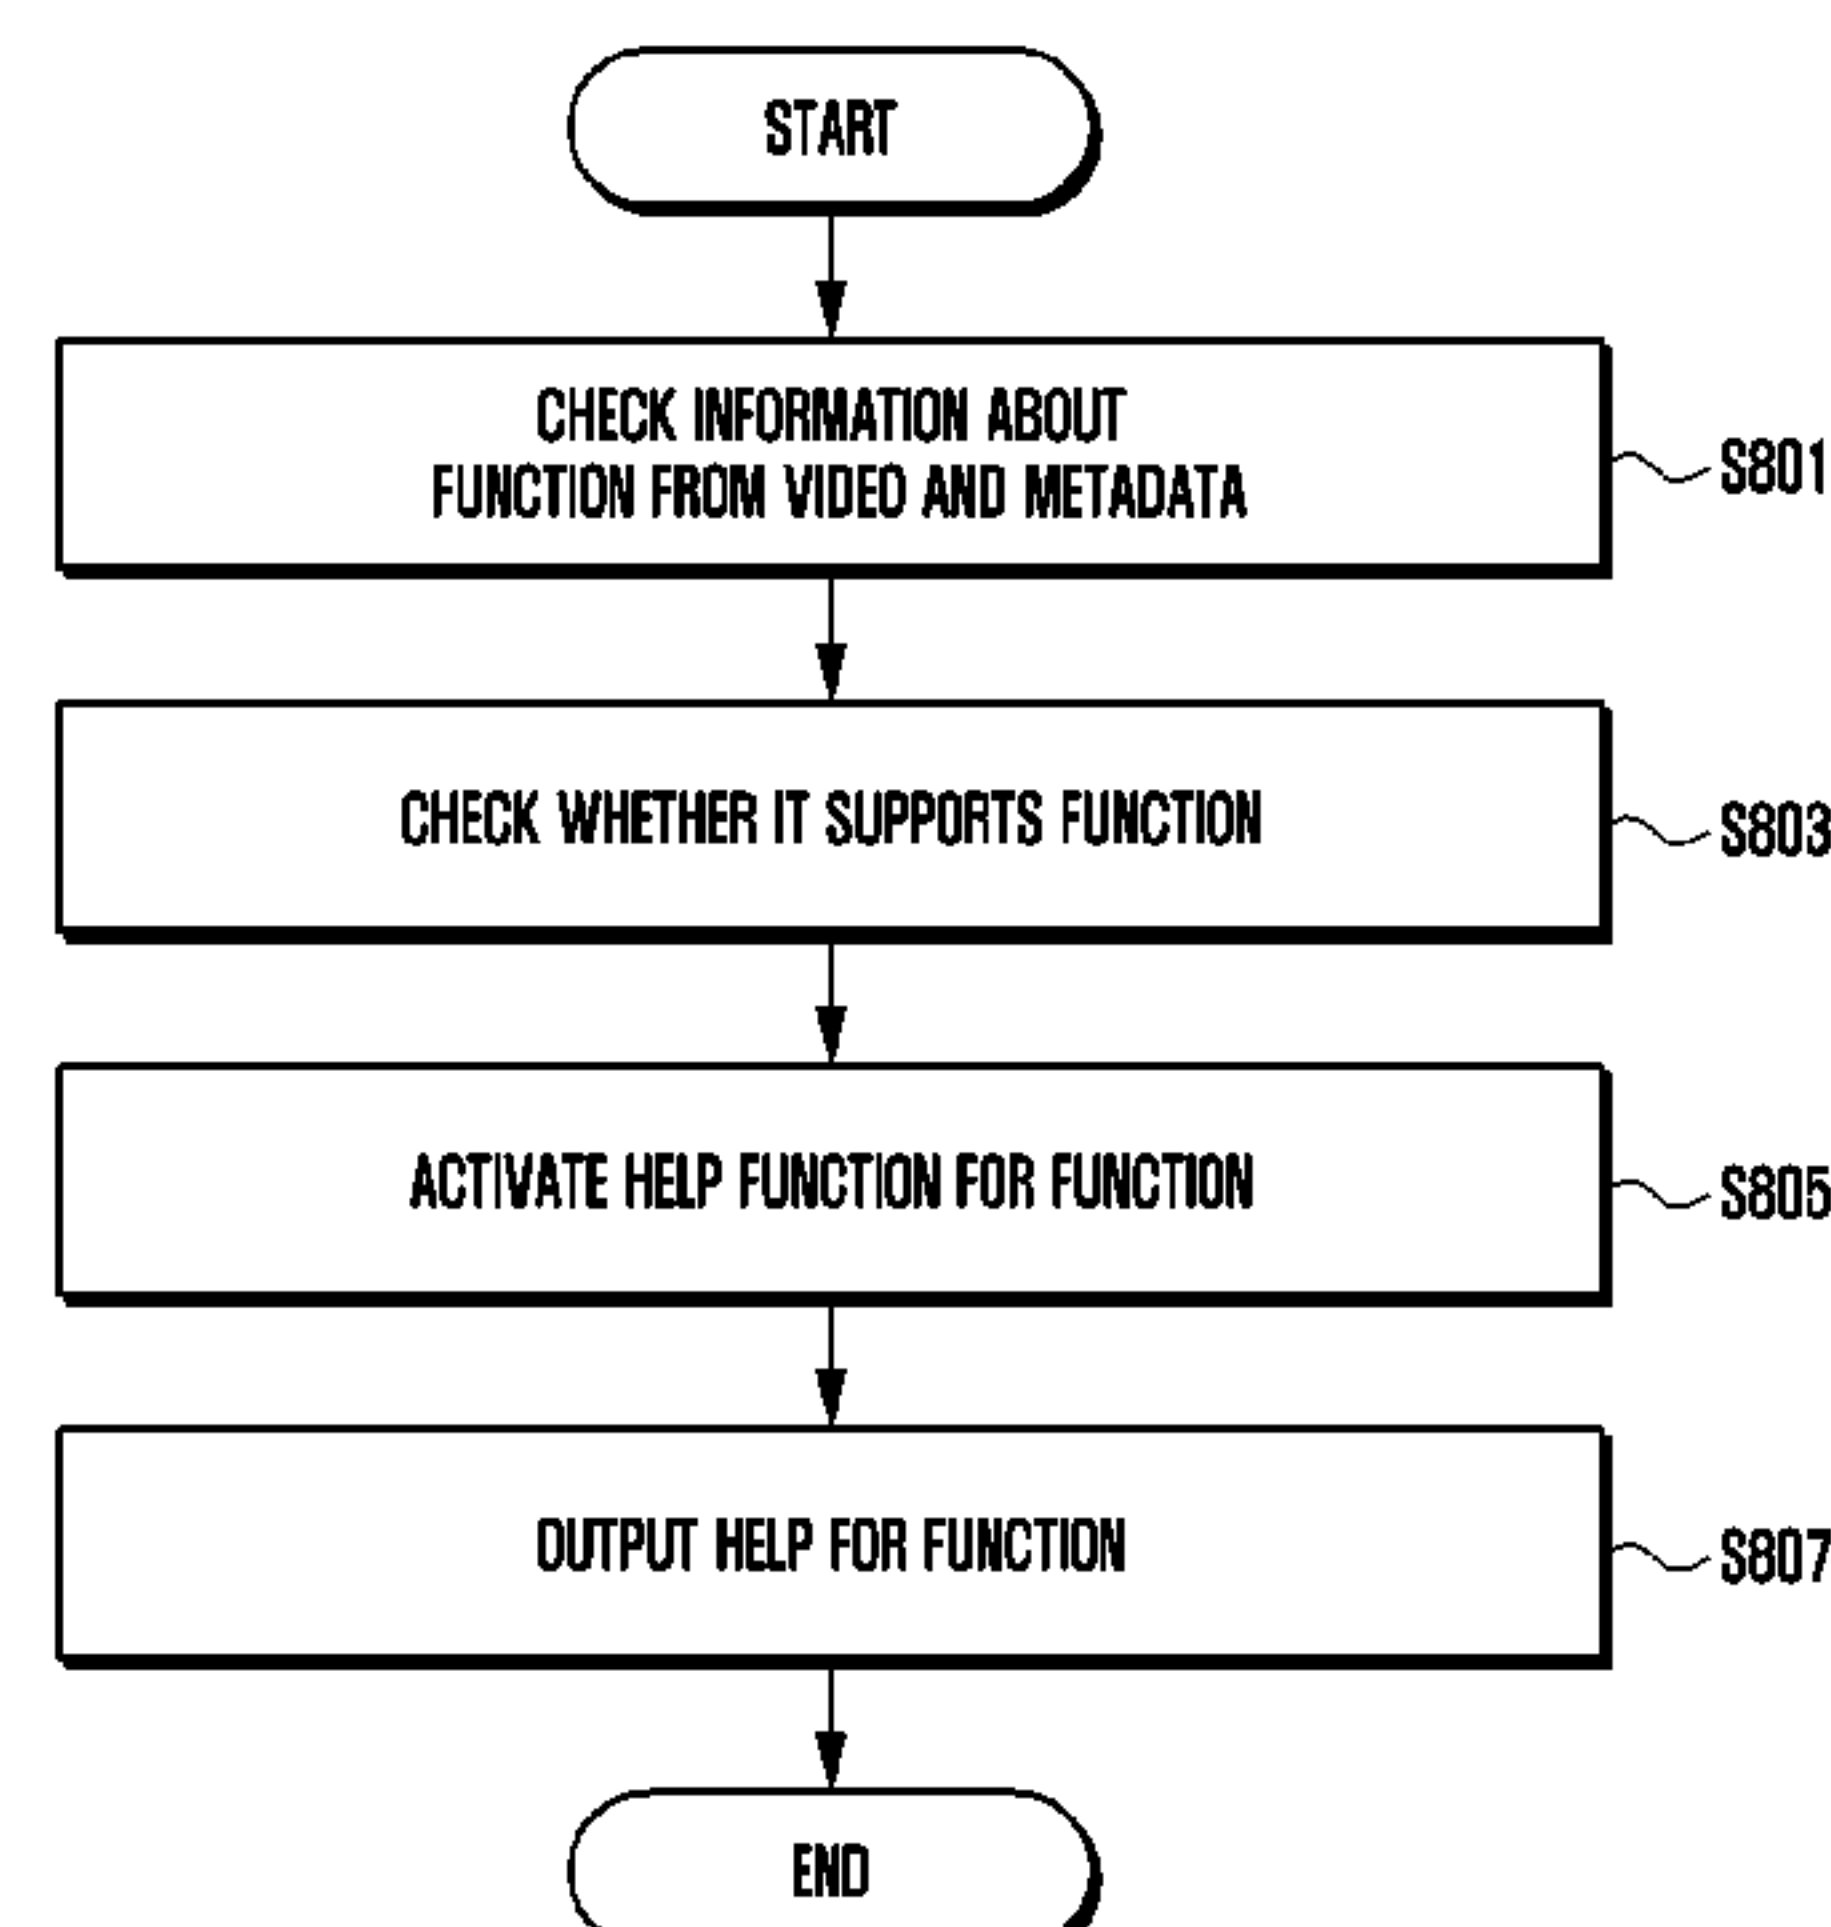 START
CHECK INFORMATION ABOUT
FUNCTION FROM VIDEO AND METADATA
S801
CHECK WHETHER IT SUPPORTS FUNCTION
S803
ACTIVATE HELP FUNCTION FOR FUNCTION
S805
OUTPUT HELP FOR FUNCTION
S807
END